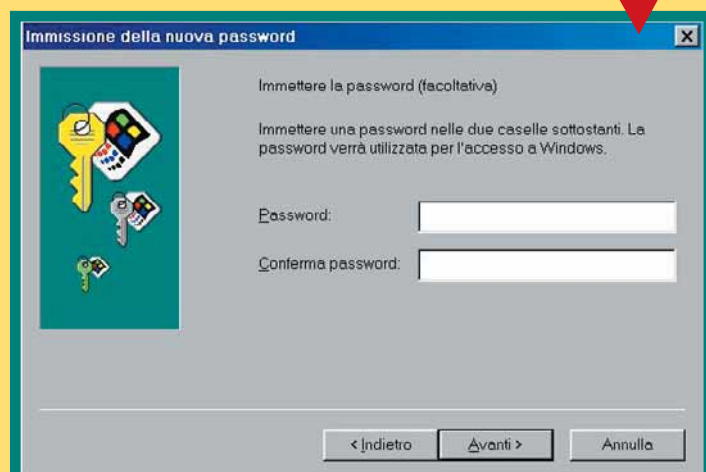 Immissione della nuova password
Immettere la password (facoltativa)
Immettere una password nelle due caselle sottostanti. La
password verrà utilizzata per l'accesso a Windows.
Password:
Conferma password:
< Indietro
Avanti >
Annulla